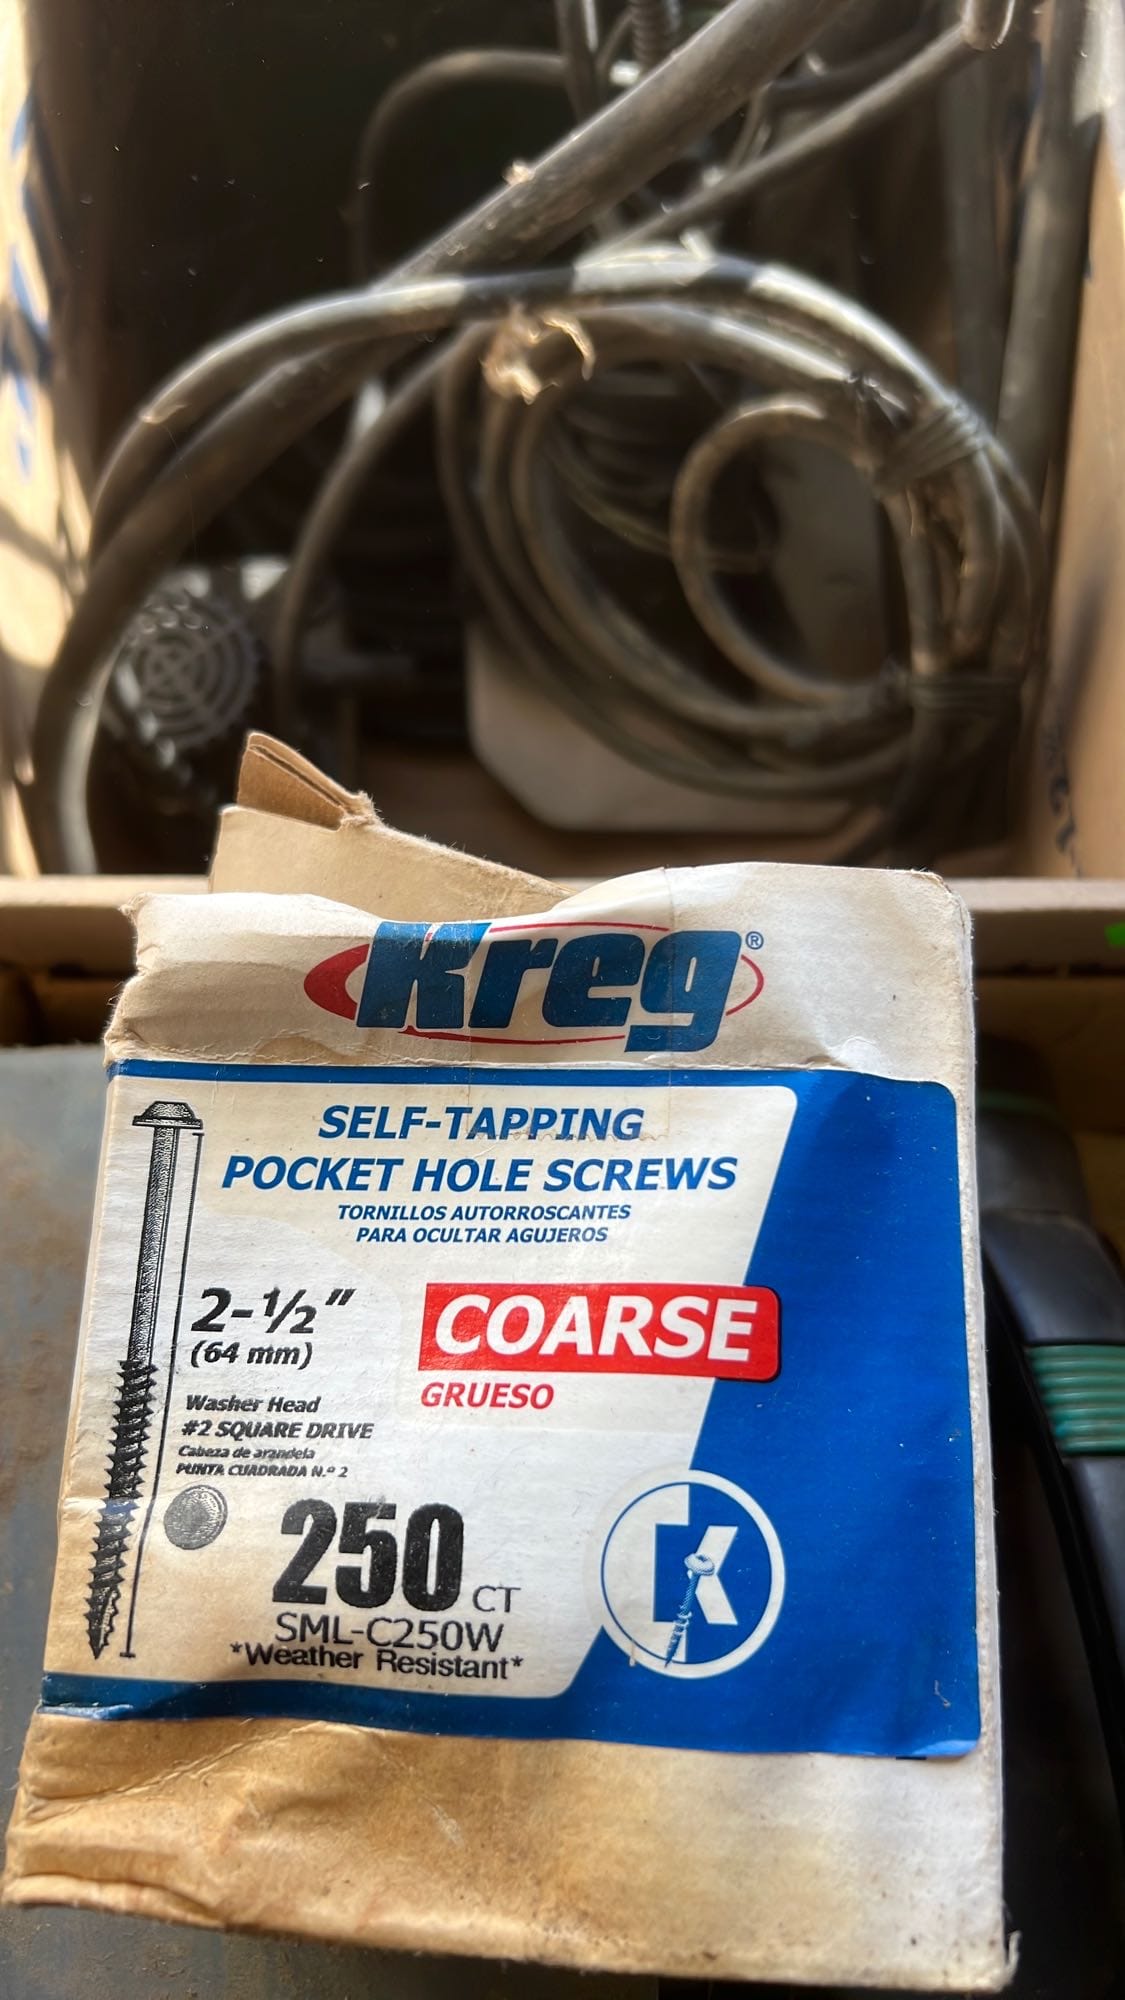 Kreg®
SELF-TAPPING
POCKET HOLE SCREWS
TORNILLOS AUTORROSCANTES
PARA OCULTAR AGUJEROS
2-½"
(64 mm)
COARSE
GRUESO
Washer Head
#2 SQUARE DRIVE
Cabeza de arandela
PUNTA CUADRADA N.º 2
250 CT
SML-C250W
*Weather Resistant*
K